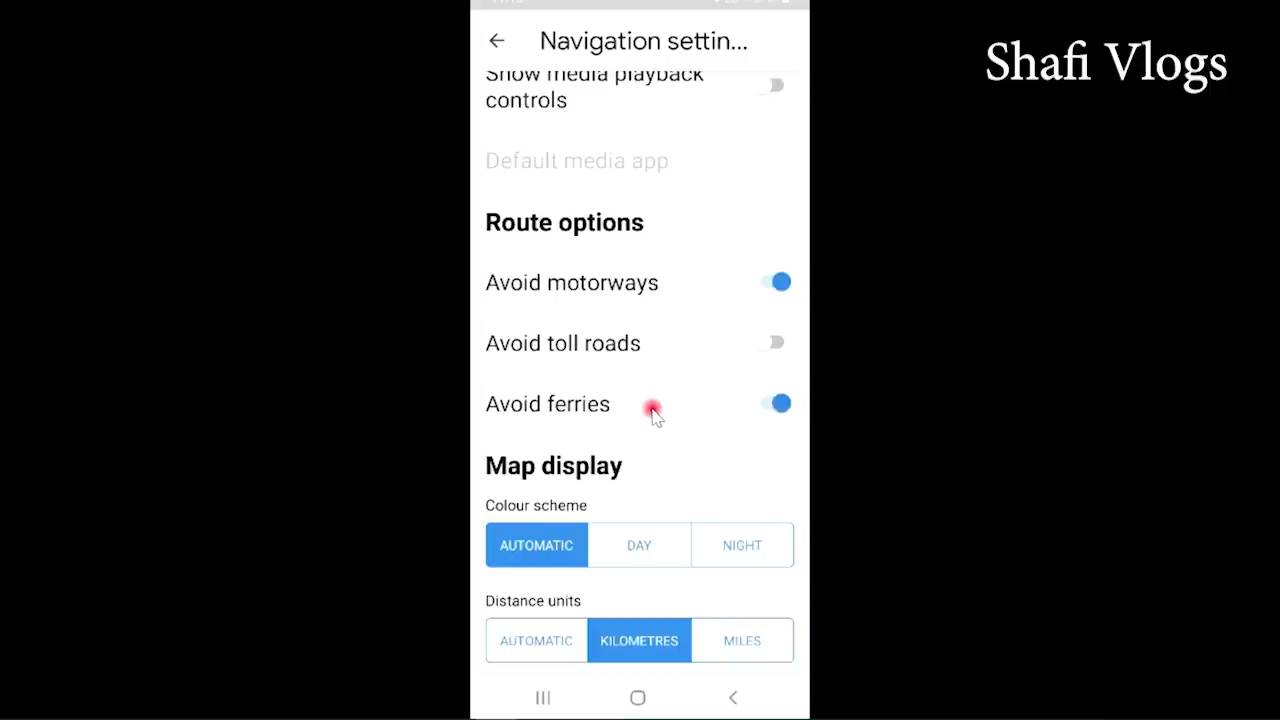 Navigation settin...
Shafi Vlogs
Show media playback
controls
Default media app
Route options
Avoid motorways
Avoid toll roads
Avoid ferries
Map display
Colour scheme
AUTOMATIC DAY NIGHT
Distance units
AUTOMATIC KILOMETRES MILES